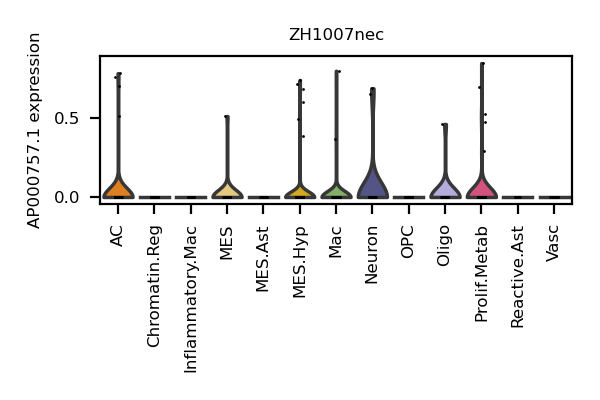 ZH1007nec
AP000757.1 expression
0.5
0.0
AC
Chromatin.Reg
Inflammatory.Mac
MES
MES.Ast
MES.Hyp
Mac
Neuron
OPC
Oligo
Prolif.Metab
Reactive.Ast
Vasc